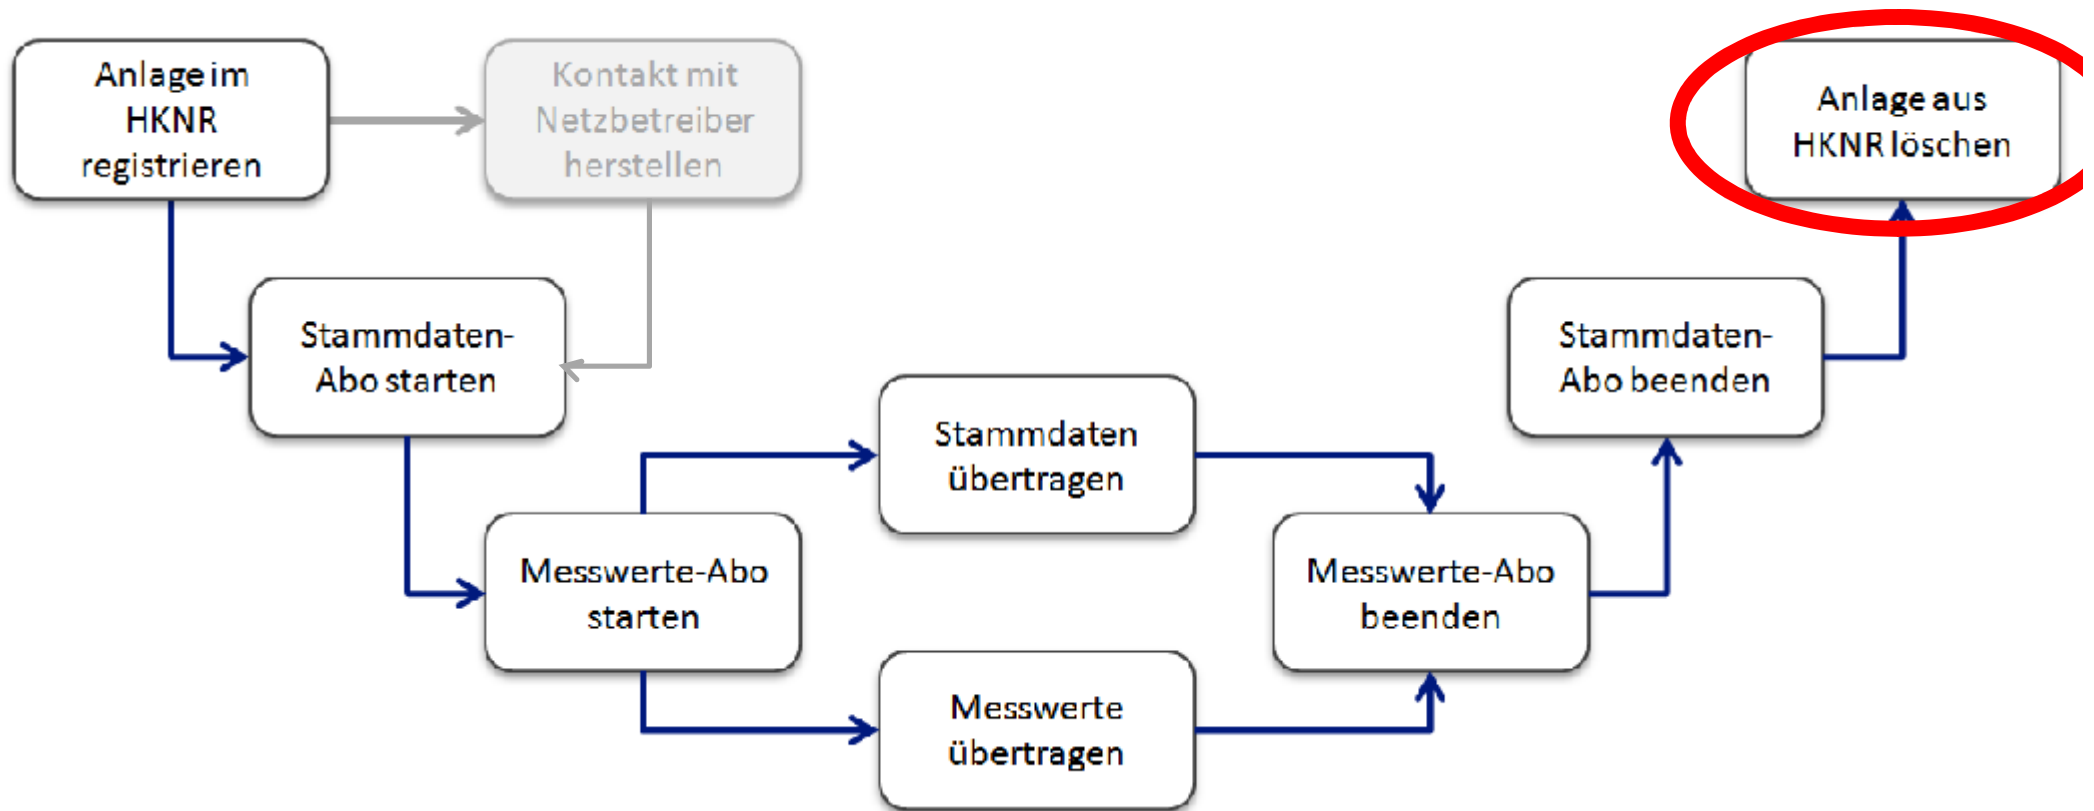 Anlage im
HKNR
registrieren
Kontakt mit
Netzbetreiber
herstellen
Anlage aus
HKNR löschen
Stammdaten-
Abo starten
Stammdaten-
Abo beenden
Stammdaten
übertragen
Messwerte-Abo
starten
Messwerte-Abo
beenden
Messwerte
übertragen